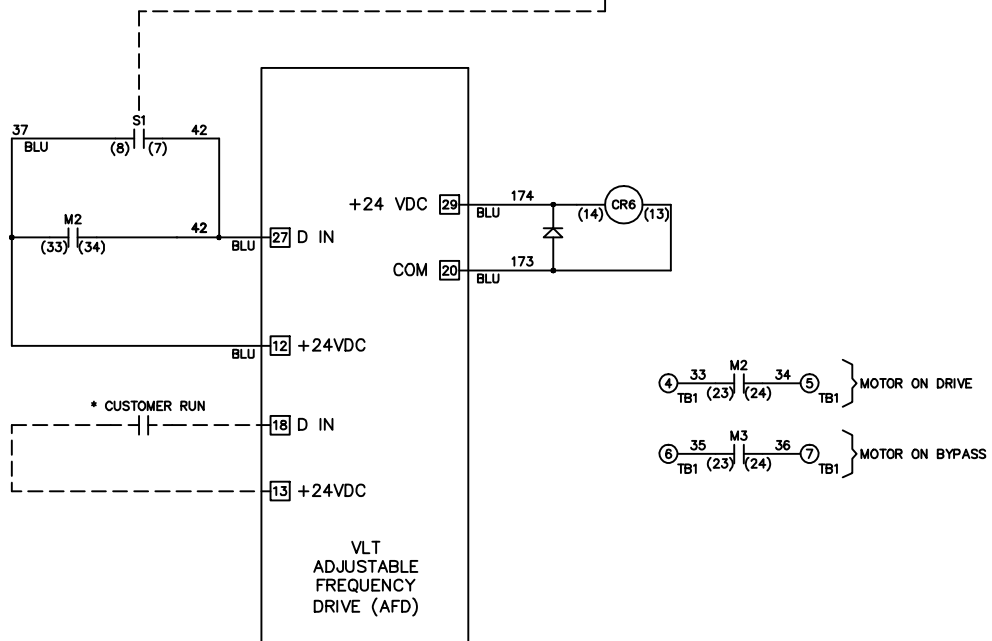 S1
37
42
BLU
(8)
(7)
174
+24 VDC
29
BLU
(14)
CR6
(13)
M2
42
(33)
(34)
BLU
27
D IN
COM
20
173
BLU
BLU
12
+24VDC
M2
4
33
34
5
MOTOR ON DRIVE
TB1
(23)
(24)
TB1
* CUSTOMER RUN
18
D IN
M3
6
35
36
7
MOTOR ON BYPASS
TB1
(23)
(24)
TB1
13
+24VDC
VLT
ADJUSTABLE
FREQUENCY
DRIVE (AFD)